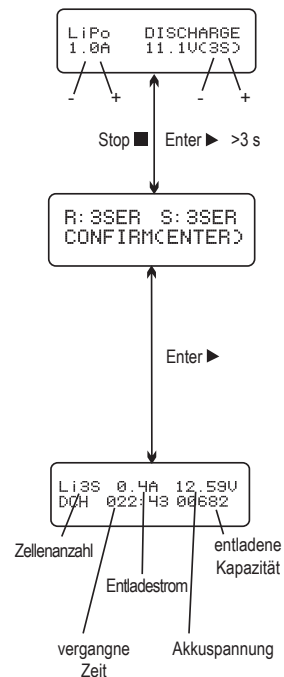 LiPo DISCHARGE
1.0A 11.1V(3S)
- + - +
Stop ■ Enter ▶ >3 s
R:3SER S:3SER
CONFIRM(ENTER)
Enter ▶
Li3S 0.4A 12.59V
DCH 022:43 00682
Zellenanzahl
Entladestrom
entladene
Kapazität
vergangne
Zeit
Akkuspannung